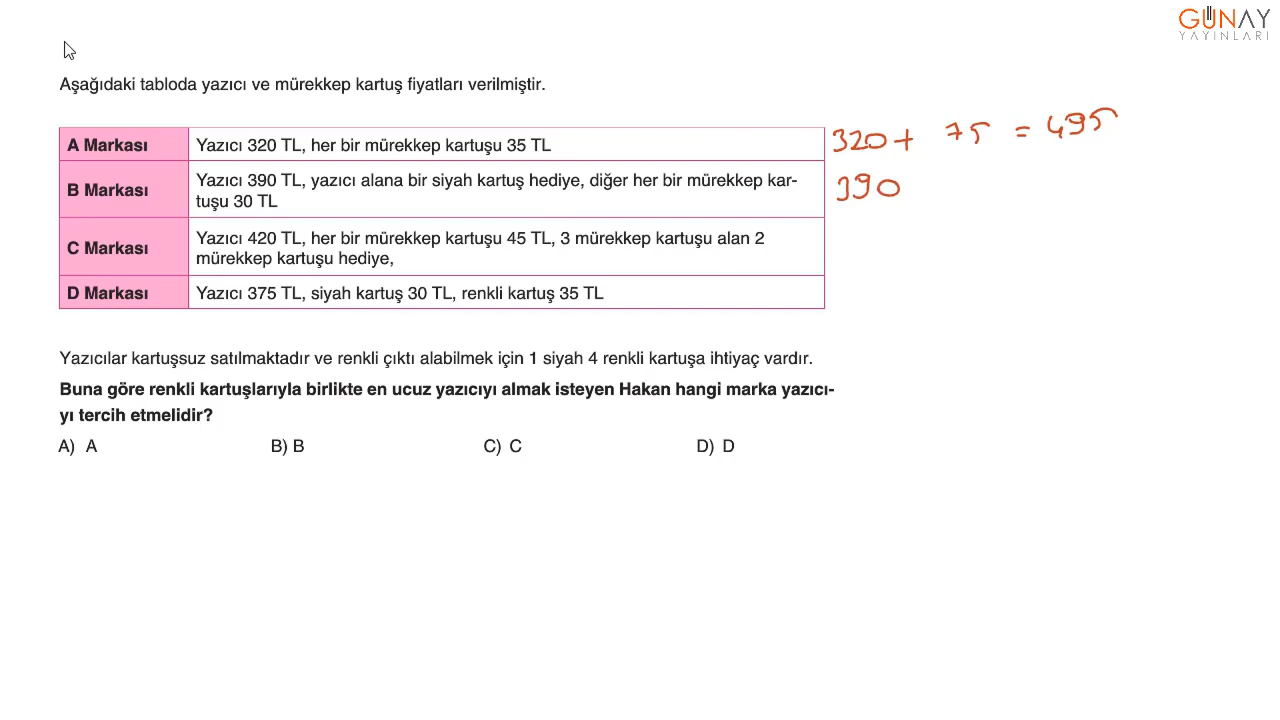 GÜNAY
YAYINLARI
Aşağıdaki tabloda yazıcı ve mürekkep kartuş fiyatları verilmiştir.
A Markası
Yazıcı 320 TL, her bir mürekkep kartuşu 35 TL
320 + 75 = 495
B Markası
Yazıcı 390 TL, yazıcı alana bir siyah kartuş hediye, diğer her bir mürekkep kar-
tuşu 30 TL
390
C Markası
Yazıcı 420 TL, her bir mürekkep kartuşu 45 TL, 3 mürekkep kartuşu alan 2
mürekkep kartuşu hediye,
D Markası
Yazıcı 375 TL, siyah kartuş 30 TL, renkli kartuş 35 TL
Yazıcılar kartuşsuz satılmaktadır ve renkli çıktı alabilmek için 1 siyah 4 renkli kartuşa ihtiyaç vardır.
Buna göre renkli kartuşlarıyla birlikte en ucuz yazıcıyı almak isteyen Hakan hangi marka yazıcı-
yı tercih etmelidir?
A) A B) B C) C D) D